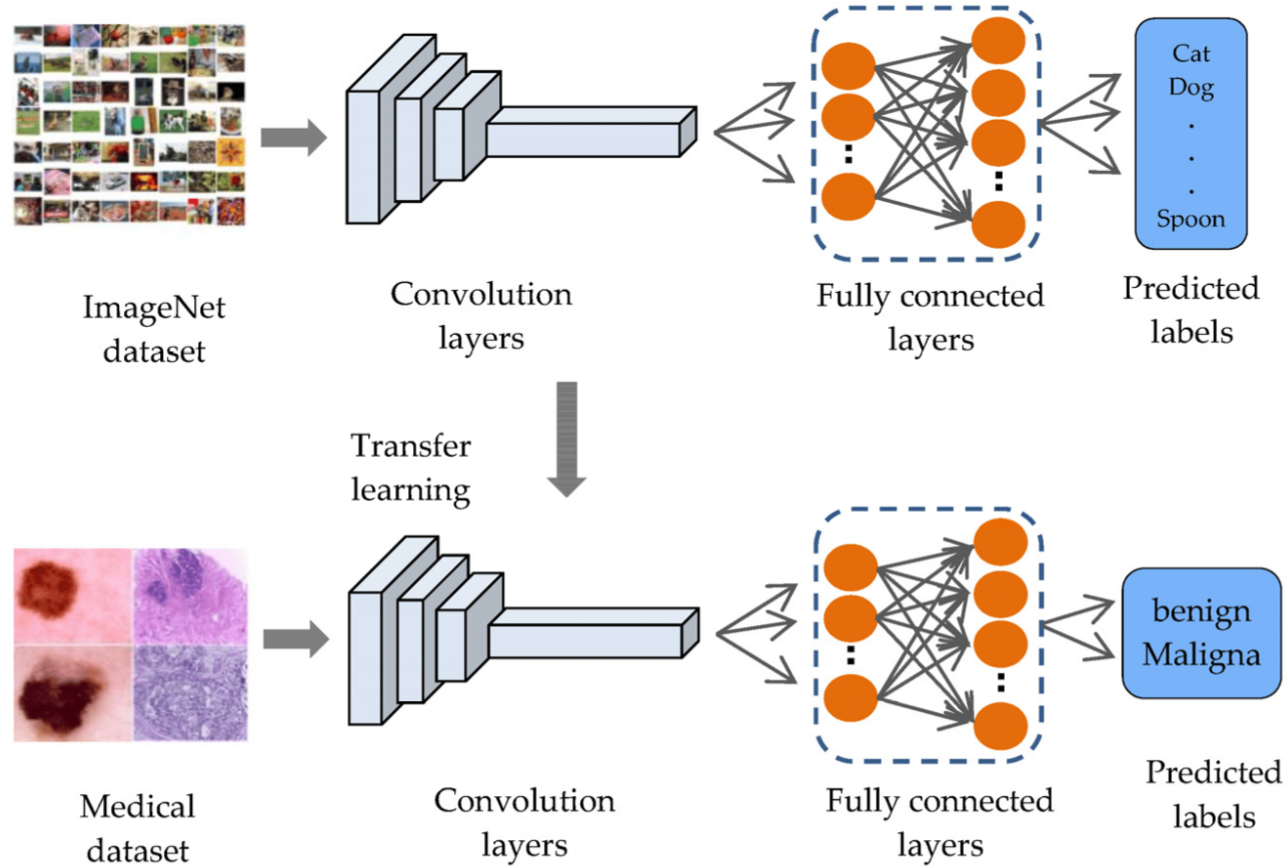 Cat
Dog
.
.
.
Spoon
ImageNet
dataset
Convolution
layers
Fully connected
layers
Predicted
labels
Transfer
learning
benign
Maligna
Medical
dataset
Convolution
layers
Fully connected
layers
Predicted
labels